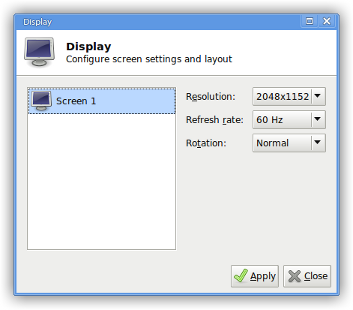 Display
Display
Configure screen settings and layout
Screen 1
Resolution: 2048x1152
Refresh rate: 60 Hz
Rotation: Normal
Apply Close